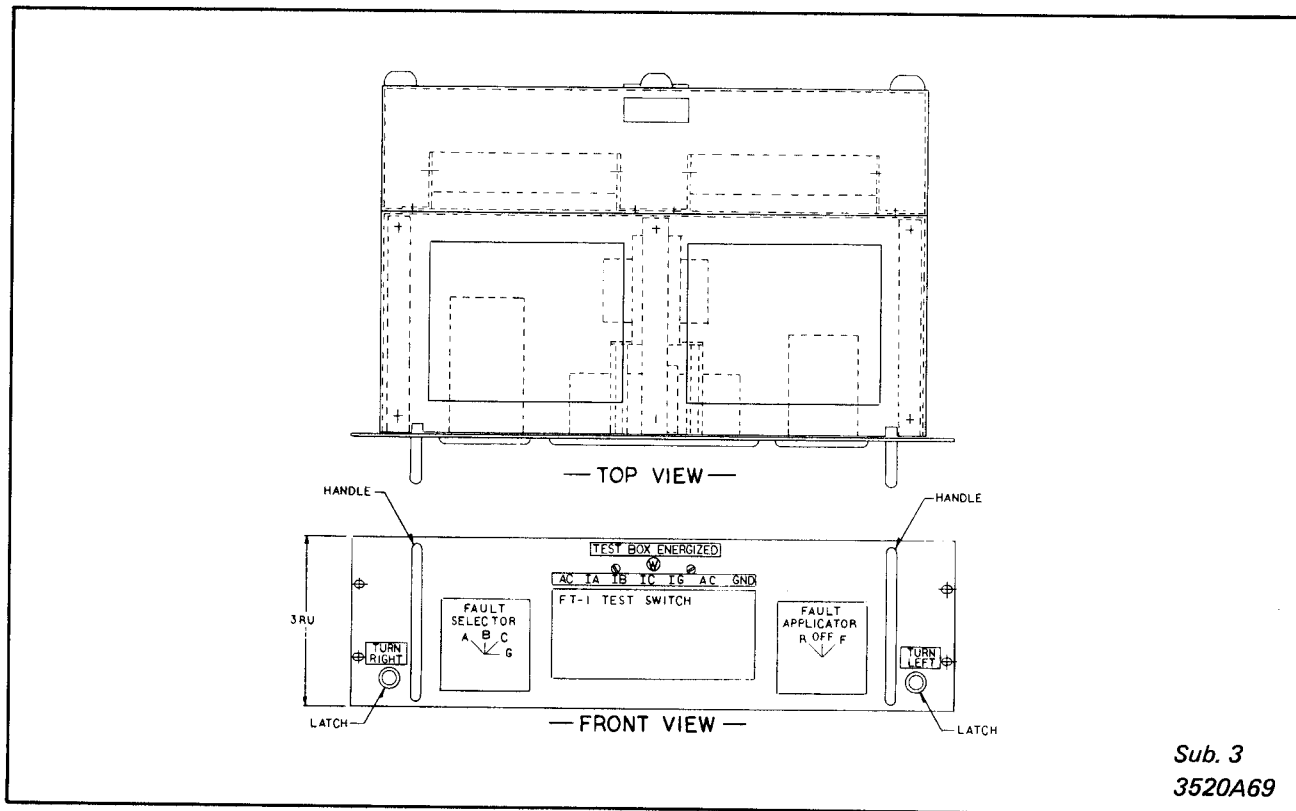 — TOP VIEW —
HANDLE
HANDLE
TEST BOX ENERGIZED
W
AC IA IB IC IG AC GND
FT-1 TEST SWITCH
3RU
FAULT
SELECTOR
A B C
G
FAULT
APPLICATOR
R OFF F
TURN
RIGHT
TURN
LEFT
LATCH
LATCH
— FRONT VIEW —
Sub. 3
3520A69